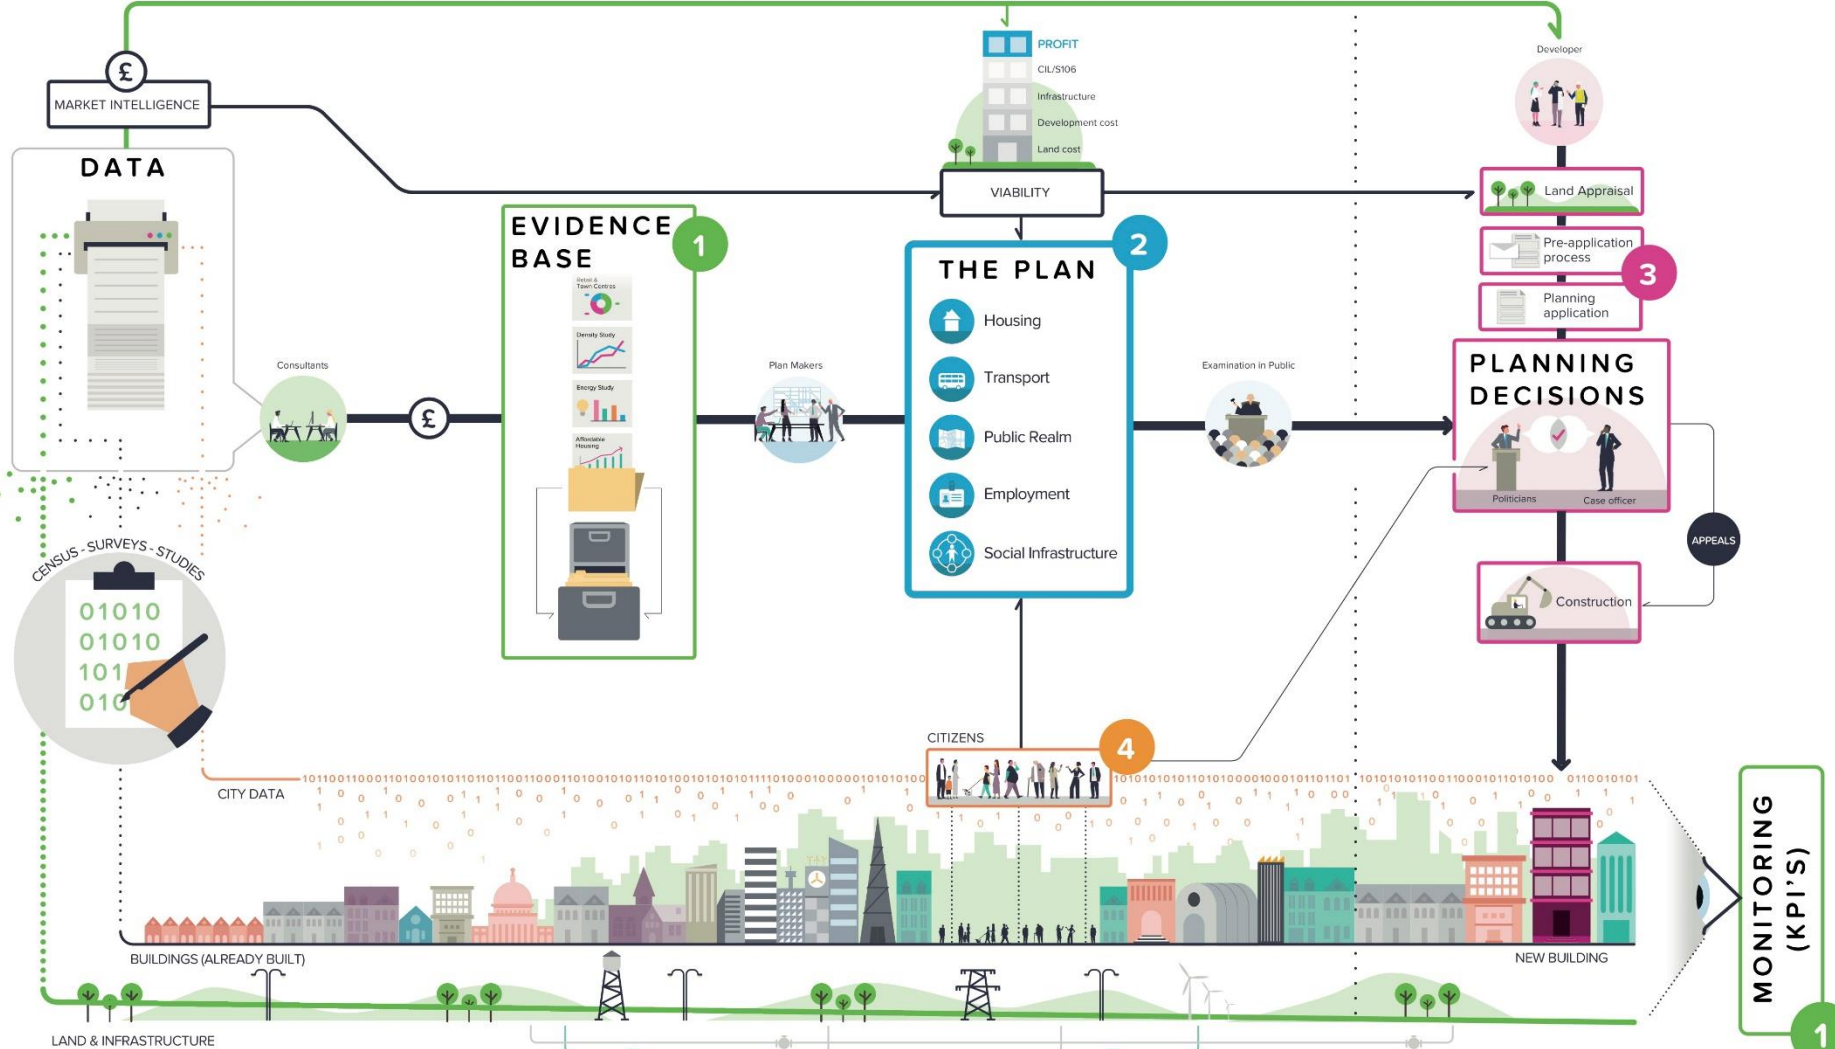 £
MARKET INTELLIGENCE
DATA
PROFIT
CIL/S106
Infrastructure
Development cost
Land cost
VIABILITY
Developer
Land Appraisal
Pre-application
process
3
Planning
application
EVIDENCE
BASE
1
Retail &
Town Centres
Density Study
Energy Study
Affordable
Housing
2
THE PLAN
Housing
Transport
Public Realm
Employment
Social Infrastructure
Consultants
£
Plan Makers
Examination in Public
PLANNING
DECISIONS
Politicians
Case officer
APPEALS
Construction
CENSUS - SURVEYS - STUDIES
01010
01010
101
010
CITIZENS
4
CITY DATA
MONITORING
(KPI'S)
1
BUILDINGS (ALREADY BUILT)
NEW BUILDING
LAND & INFRASTRUCTURE